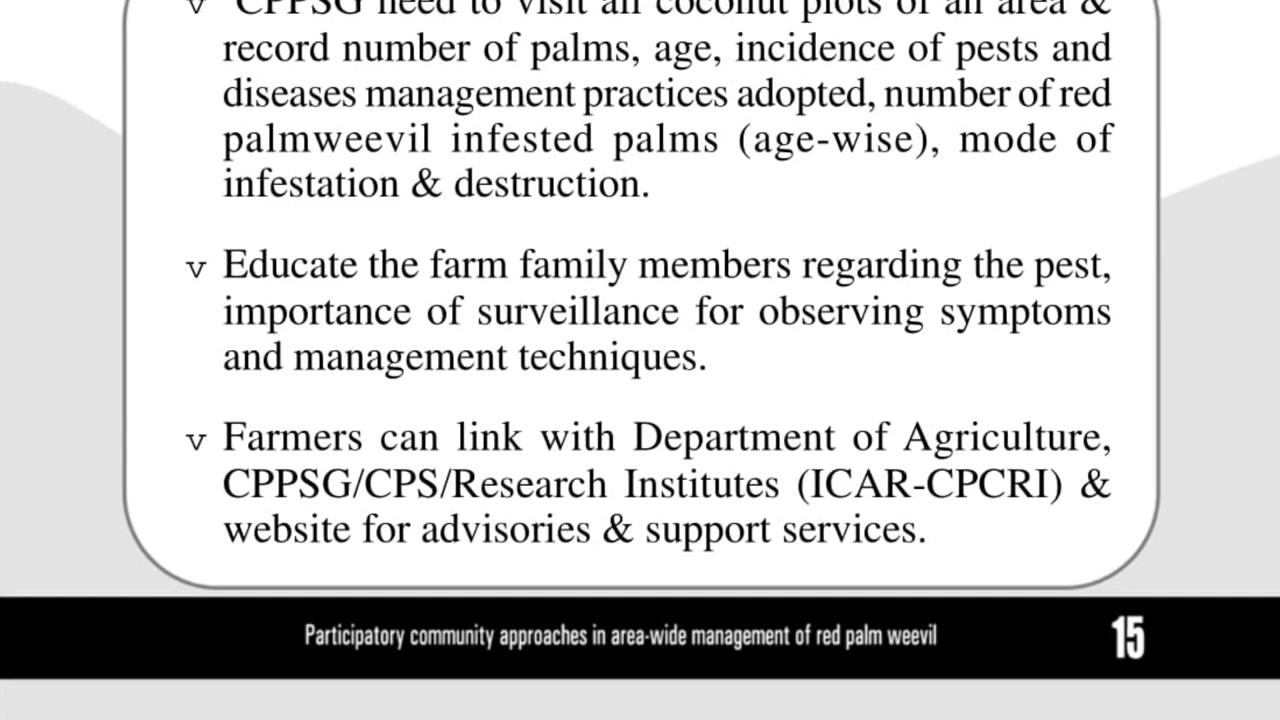 v CPPSG need to visit all coconut plots of an area &
record number of palms, age, incidence of pests and
diseases management practices adopted, number of red
palmweevil infested palms (age-wise), mode of
infestation & destruction.
v Educate the farm family members regarding the pest,
importance of surveillance for observing symptoms
and management techniques.
v Farmers can link with Department of Agriculture,
CPPSG/CPS/Research Institutes (ICAR-CPCRI) &
website for advisories & support services.
Participatory community approaches in area-wide management of red palm weevil 15